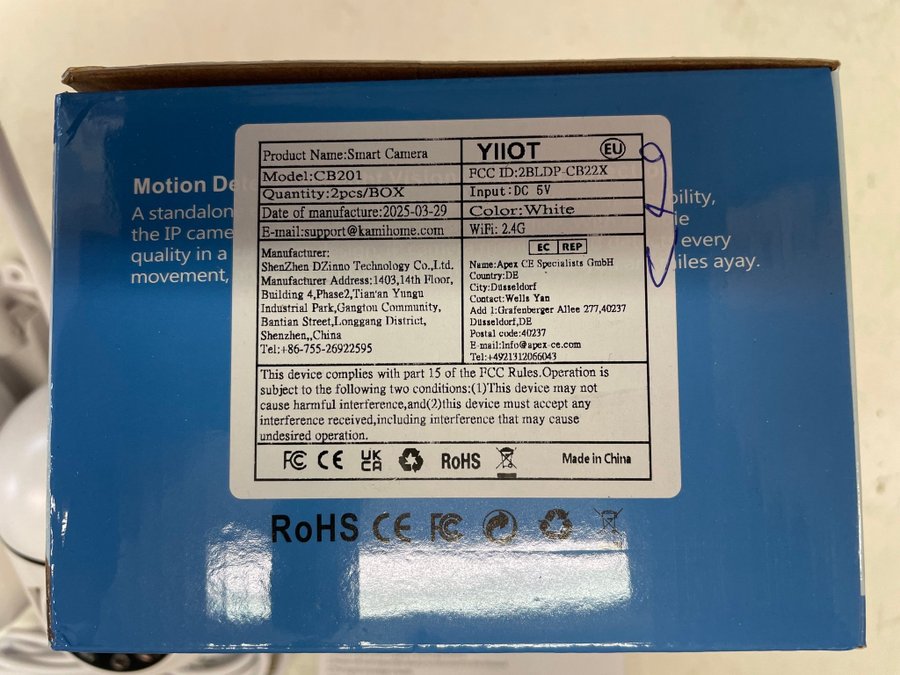 Product Name:Smart Camera
YIIOT
EU
Model:CB201
FCC ID:2BLDP-CB22X
Quantity:2pcs/BOX
Input:DC 5V
Date of manufacture:2025-03-29
Color:White
E-mail:support@kamihome.com
WiFi: 2.4G
Manufacturer:
ShenZhen DZinno Technology Co.,Ltd.
Manufacturer Address:1403,14th Floor,
Building 4,Phase2,Tian'an Yungu
Industrial Park,Gangtou Community,
Bantian Street,Longgang District,
Shenzhen,,China
Tel:+86-755-26922595
EC REP
Name:Apex CE Specialists GmbH
Country:DE
City:Düsseldorf
Contact:Wells Yan
Add 1:Grafenberger Allee 277,40237
Düsseldorf,DE
Postal code:40237
E-mail:Info@apex-ce.com
Tel:+4921312066043
This device complies with part 15 of the FCC Rules.Operation is
subject to the following two conditions:(1)This device may not
cause harmful interference,and(2)this device must accept any
interference received,including interference that may cause
undesired operation.
FC CE UK CA RoHS Made in China
Motion De
A standalon bility,
the IP came
quality in a every
movement, miles ayay.
RoHS CE FC